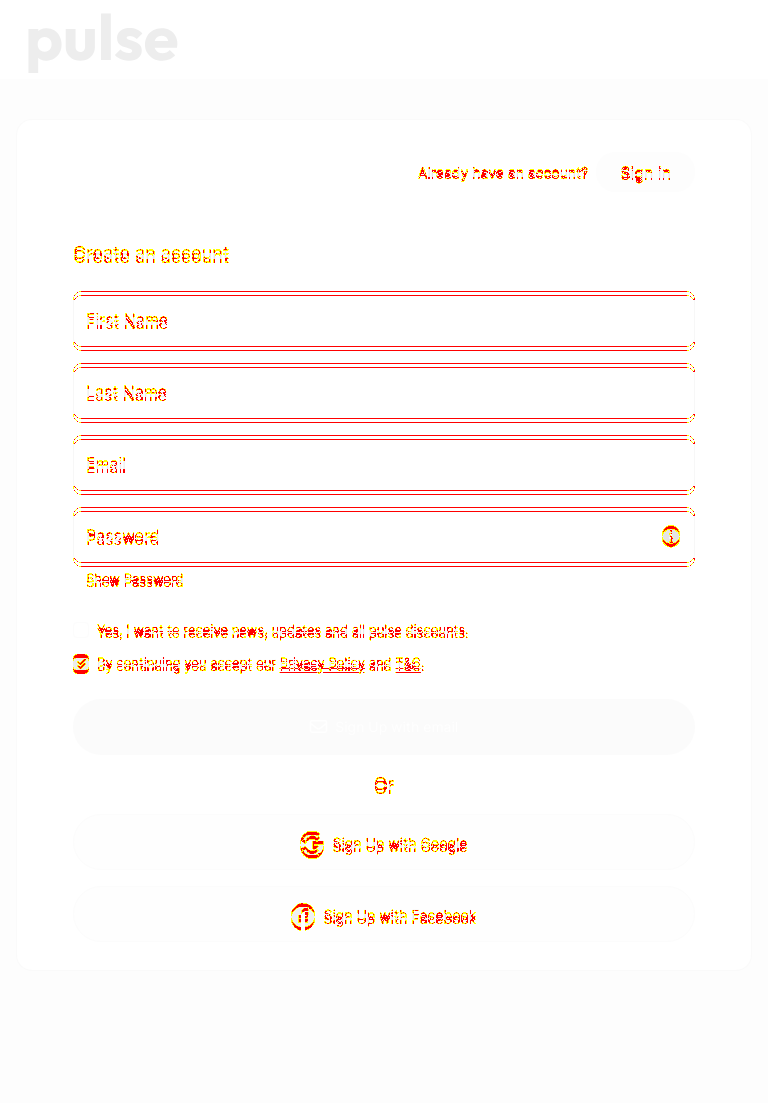 pulse
Already have an account? Sign in
Create an account
First Name
Last Name
Email
Password
Show Password
Yes, I want to receive news, updates and all pulse discounts.
By continuing you accept our Privacy Policy and T&C.
Or
Sign Up with Google
Sign Up with Facebook